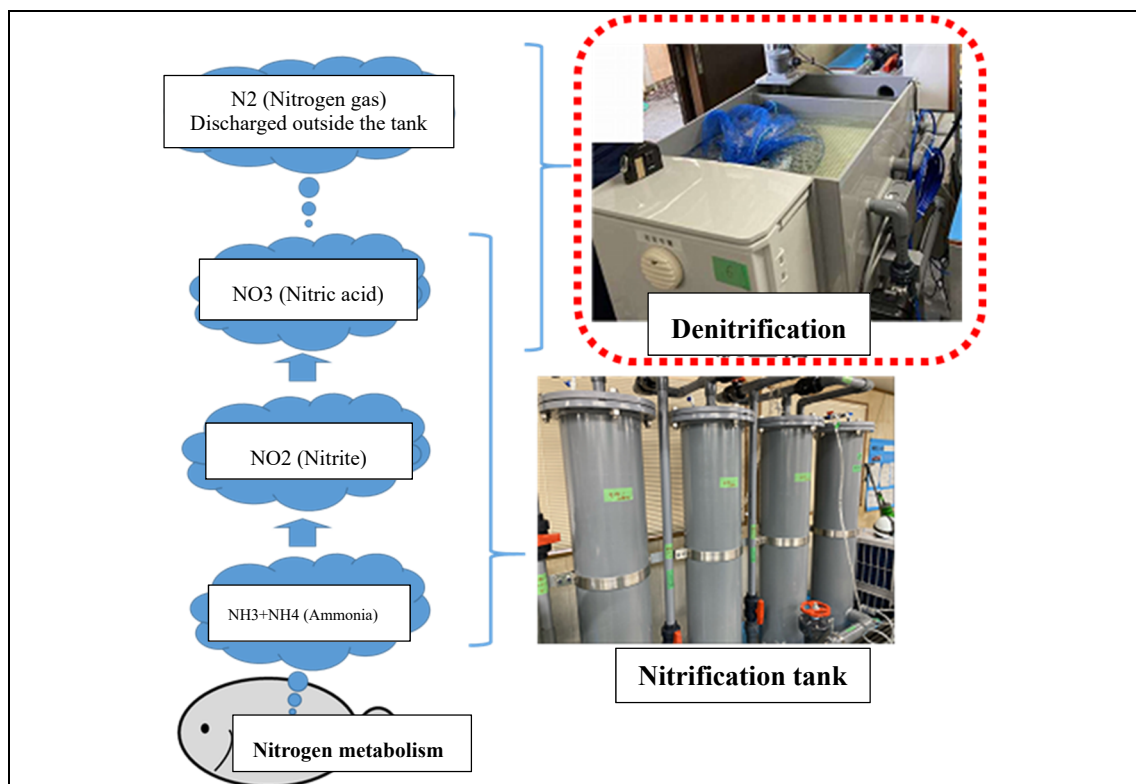 N2 (Nitrogen gas)
Discharged outside the tank
NO3 (Nitric acid)
Denitrification
NO2 (Nitrite)
NH3+NH4 (Ammonia)
Nitrification tank
Nitrogen metabolism